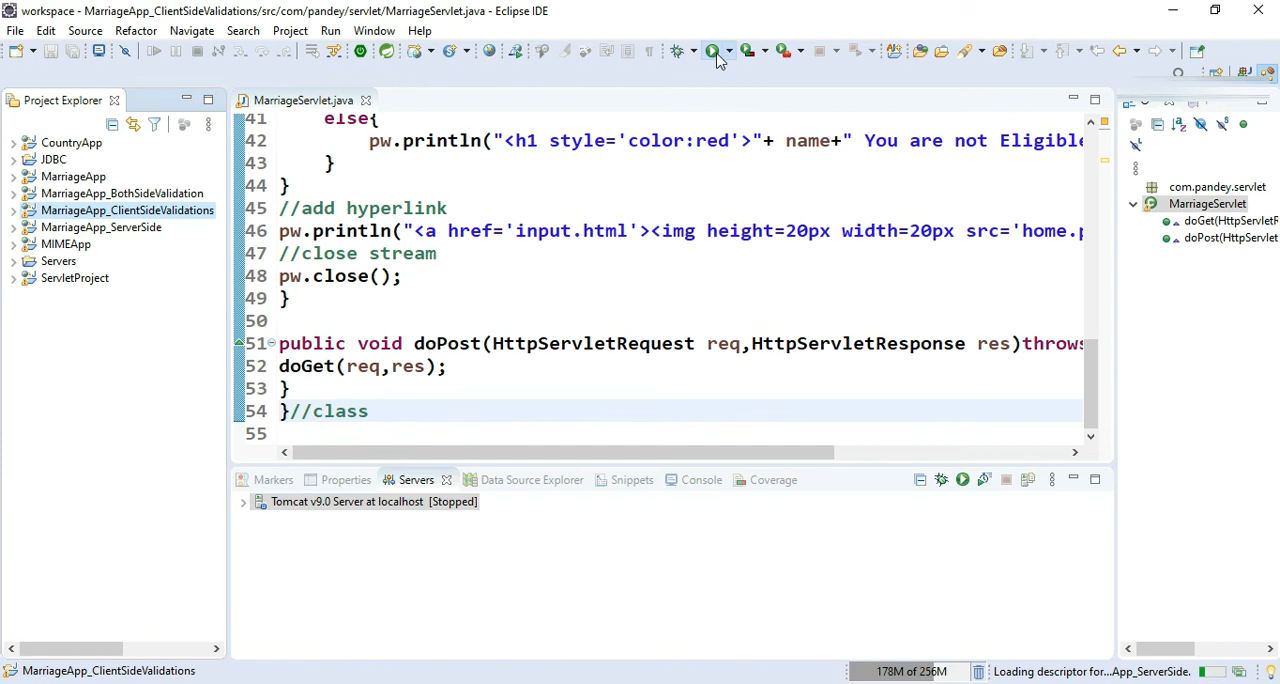 workspace - MarriageApp_ClientSideValidations/src/com/pandey/servlet/MarriageServlet.java - Eclipse IDE
File Edit Source Refactor Navigate Search Project Run Window Help
Project Explorer
CountryApp
JDBC
MarriageApp
MarriageApp_BothSideValidation
MarriageApp_ClientSideValidations
MarriageApp_ServerSide
MIMEApp
Servers
ServletProject
MarriageServlet.java
41 else{
42 pw.println("<h1 style='color:red'>"+ name+" You are not Eligible
43 }
44 }
45 //add hyperlink
46 pw.println("<a href='input.html'><img height=20px width=20px src='home.p
47 //close stream
48 pw.close();
49 }
50
51 public void doPost(HttpServletRequest req,HttpServletResponse res)throws
52 doGet(req,res);
53 }
54 }//class
55
com.pandey.servlet
MarriageServlet
doGet(HttpServletR
doPost(HttpServlet
Markers Properties Servers Data Source Explorer Snippets Console Coverage
Tomcat v9.0 Server at localhost [Stopped]
MarriageApp_ClientSideValidations
178M of 256M
Loading descriptor for...App_ServerSide.